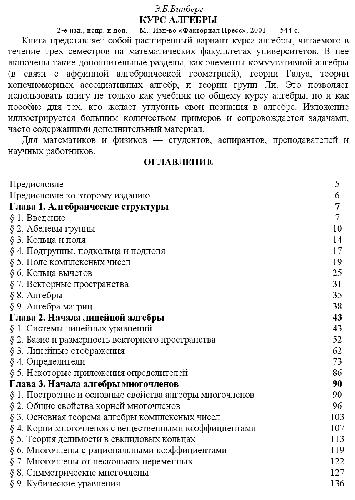 Э.Б.Винберг
КУРС АЛГЕБРЫ
2-е изд., испр. и доп. М.: Изд-во «Факториал Пресс», 2001 544 с.
Книга представляет собой расширенный вариант курса алгебры, читаемого в
течение трех семестров на математических факультетах университетов. В нее
включены такие дополнительные разделы, как элементы коммутативной алгебры
(в связи с аффинной алгебраической геометрией), теории Галуа, теории
конечномерных ассоциативных алгебр и теории групп Ли. Это позволяет
использовать книгу не только как учебник по общему курсу алгебры, но и как
пособие для тех, кто желает углубить свои познания в алгебре. Изложение
иллюстрируется большим количеством примеров и сопровождается задачами,
часто содержащими дополнительный материал.
Для математиков и физиков — студентов, аспирантов, преподавателей и
научных работников.
ОГЛАВЛЕНИЕ
Предисловие 5
Предисловие ко второму изданию 6
Глава 1. Алгебраические структуры 7
§ 1. Введение 7
§ 2. Абелевы группы 10
§ 3. Кольца и поля 14
§ 4. Подгруппы, подкольца и подполя 17
§ 5. Поле комплексных чисел 19
§ 6. Кольца вычетов 25
§ 7. Векторные пространства 31
§ 8. Алгебры 35
§ 9. Алгебра матриц 38
Глава 2. Начала линейной алгебры 43
§ 1. Системы линейных уравнений 43
§ 2. Базис и размерность векторного пространства 52
§ 3. Линейные отображения 62
§ 4. Определители 73
§ 5. Некоторые приложения определителей 86
Глава 3. Начала алгебры многочленов 90
§ 1. Построение и основные свойства алгебры многочленов 90
§ 2. Общие свойства корней многочленов 96
§ 3. Основная теорема алгебры комплексных чисел 103
§ 4. Корни многочленов с вещественными коэффициентами 107
§ 5. Теория делимости в евклидовых кольцах 113
§ 6. Многочлены с рациональными коэффициентами 119
§ 7. Многочлены от нескольких переменных 122
§ 8. Симметрические многочлены 127
§ 9. Кубические уравнения 136